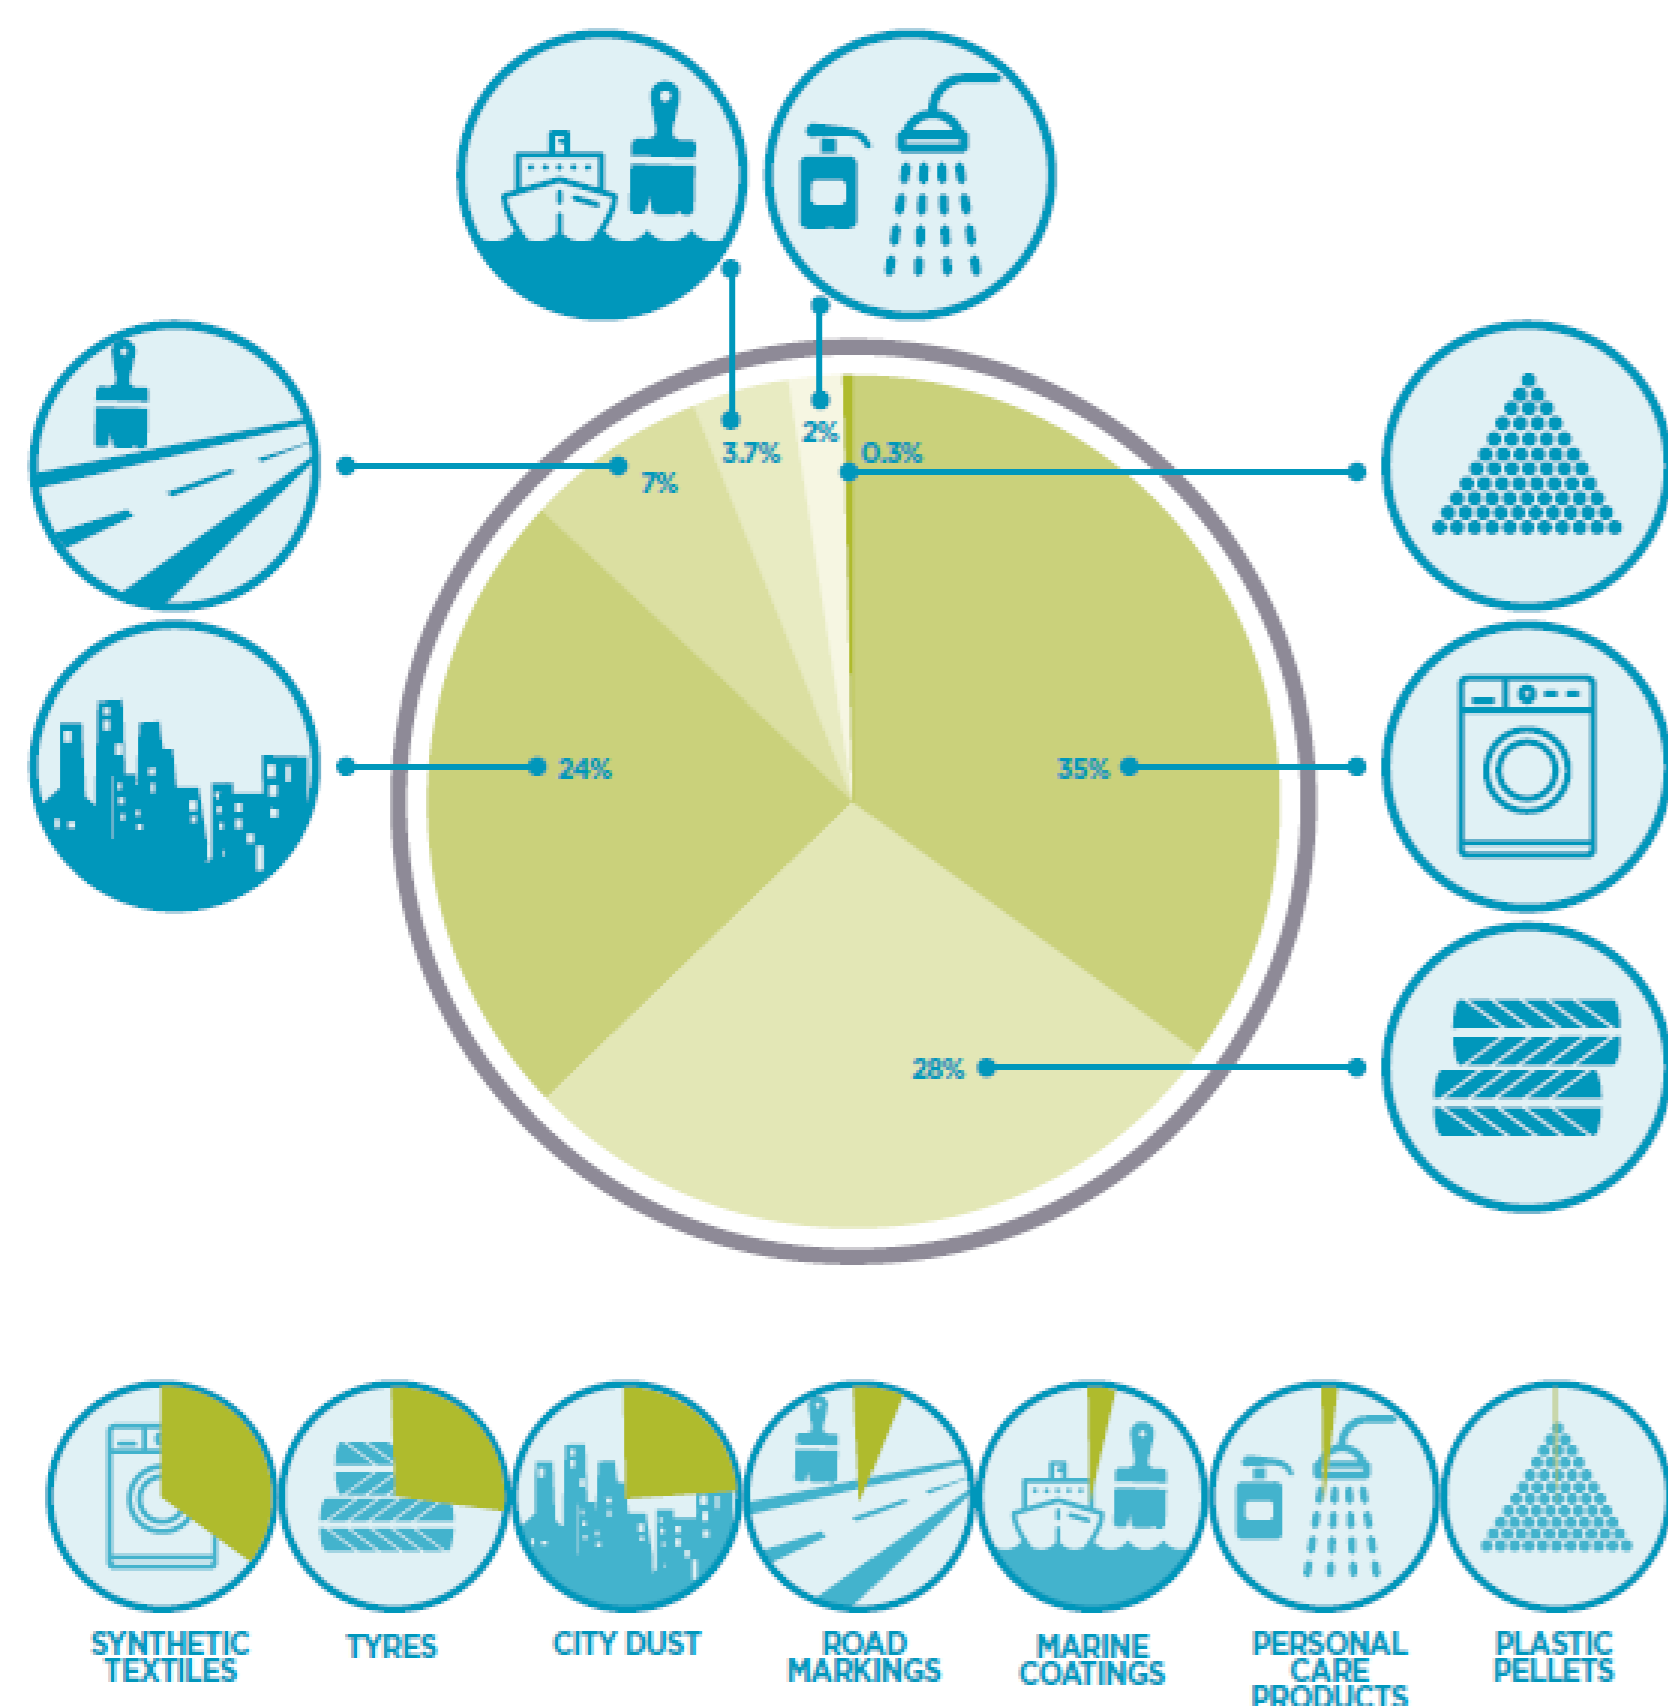 2%
3.7%
0.3%
7%
24%
35%
28%
SYNTHETIC
TEXTILES
TYRES
CITY DUST
ROAD
MARKINGS
MARINE
COATINGS
PERSONAL
CARE
PRODUCTS
PLASTIC
PELLETS